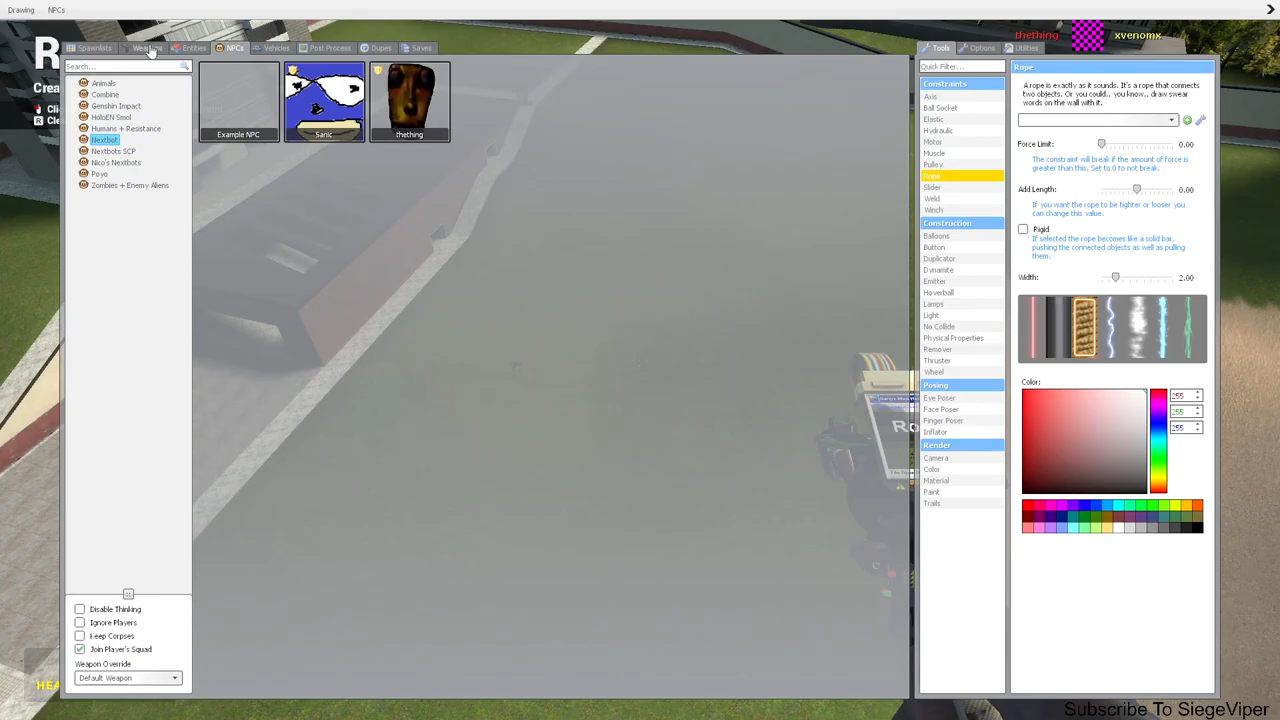 Drawing NPCs
thething xvenomx
Spawnlists Weapons Entities NPCs Vehicles Post Process Dupes Saves
Tools Options Utilities
Search...
Animals
Combine
Genshin Impact
HoloEN Smol
Humans + Resistance
Nextbot
Nextbots SCP
Nico's Nextbots
Poyo
Zombies + Enemy Aliens
Example NPC
Sanic
thething
Disable Thinking
Ignore Players
Keep Corpses
Join Player's Squad
Weapon Override
Default Weapon
Quick Filter...
Constraints
Axis
Ball Socket
Elastic
Hydraulic
Motor
Muscle
Pulley
Rope
Slider
Weld
Winch
Construction
Balloons
Button
Duplicator
Dynamite
Emitter
Hoverball
Lamps
Light
No Collide
Physical Properties
Remover
Thruster
Wheel
Posing
Eye Poser
Face Poser
Finger Poser
Inflator
Render
Camera
Color
Material
Paint
Trails
Rope
A rope is exactly as it sounds. It's a rope that connects
two objects. Or you could.. you know.. draw swear
words on the wall with it.
Force Limit: 0.00
The constraint will break if the amount of force is
greater than this. Set to 0 to not break.
Add Length: 0.00
If you want the rope to be tighter or looser you
can change this value.
Rigid
If selected the rope becomes like a solid bar,
pushing the connected objects as well as pulling
them.
Width: 2.00
Color:
255
255
255
Subscribe To SiegeViper